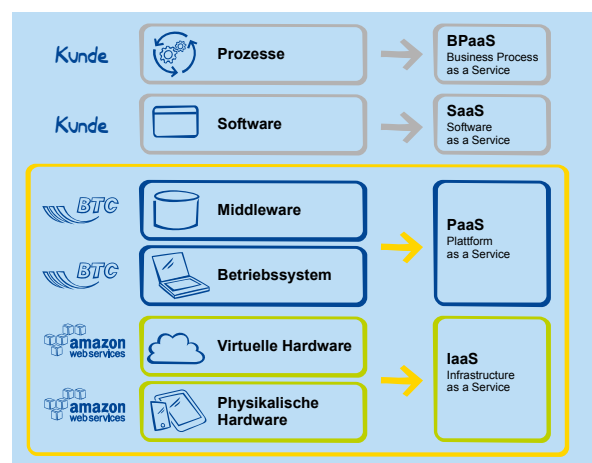 Kunde
Prozesse
BPaaS
Business Process
as a Service
Kunde
Software
SaaS
Software
as a Service
BTC
Middleware
PaaS
Plattform
as a Service
BTC
Betriebssystem
amazon
webservices
Virtuelle Hardware
IaaS
Infrastructure
as a Service
amazon
webservices
Physikalische
Hardware